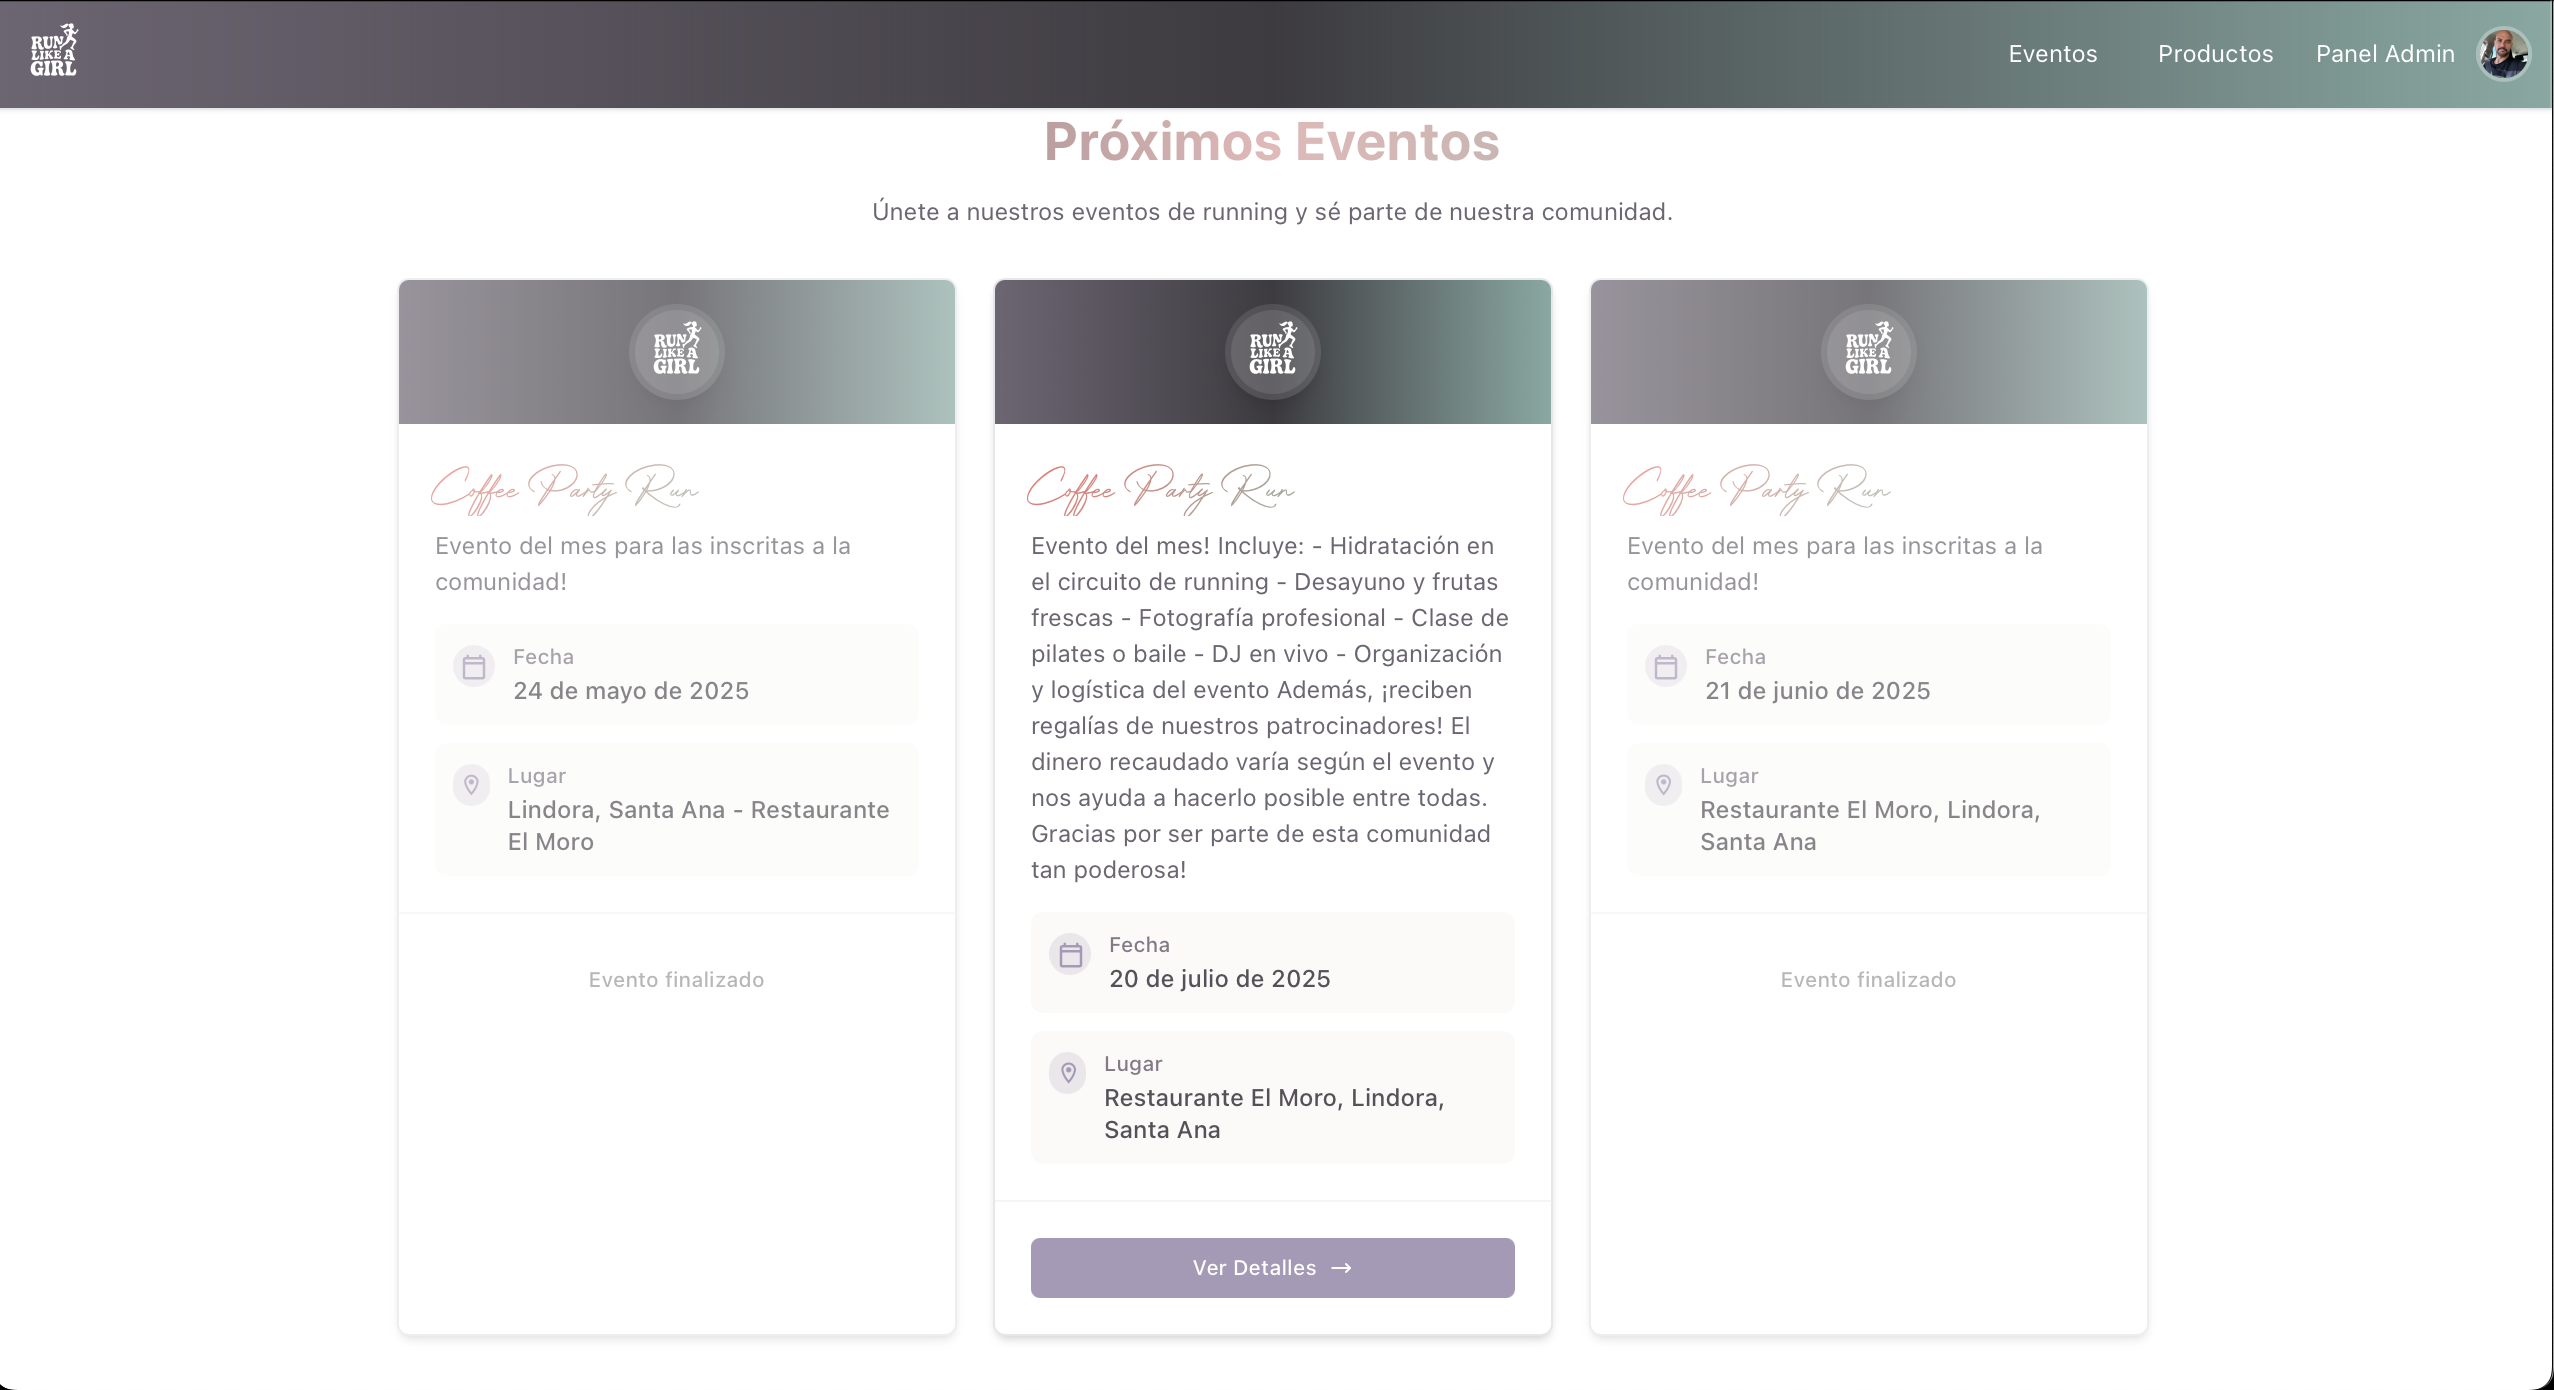 RUN
LIKE A
GIRL
Eventos
Productos
Panel Admin
Próximos Eventos
Únete a nuestros eventos de running y sé parte de nuestra comunidad.
RUN
LIKE A
GIRL
Coffee Party Run
Evento del mes para las inscritas a la
comunidad!
Fecha
24 de mayo de 2025
Lugar
Lindora, Santa Ana - Restaurante
El Moro
Evento finalizado
RUN
LIKE A
GIRL
Coffee Party Run
Evento del mes! Incluye: - Hidratación en
el circuito de running - Desayuno y frutas
frescas - Fotografía profesional - Clase de
pilates o baile - DJ en vivo - Organización
y logística del evento Además, ¡reciben
regalías de nuestros patrocinadores! El
dinero recaudado varía según el evento y
nos ayuda a hacerlo posible entre todas.
Gracias por ser parte de esta comunidad
tan poderosa!
Fecha
20 de julio de 2025
Lugar
Restaurante El Moro, Lindora,
Santa Ana
Ver Detalles →
RUN
LIKE A
GIRL
Coffee Party Run
Evento del mes para las inscritas a la
comunidad!
Fecha
21 de junio de 2025
Lugar
Restaurante El Moro, Lindora,
Santa Ana
Evento finalizado